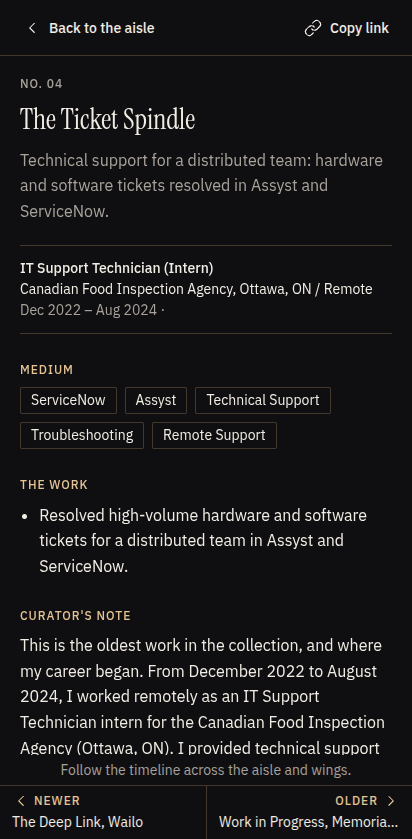 Back to the aisle
Copy link
NO. 04
The Ticket Spindle
Technical support for a distributed team: hardware
and software tickets resolved in Assyst and
ServiceNow.
IT Support Technician (Intern)
Canadian Food Inspection Agency, Ottawa, ON / Remote
Dec 2022 – Aug 2024 ·
MEDIUM
ServiceNow
Assyst
Technical Support
Troubleshooting
Remote Support
THE WORK
• Resolved high-volume hardware and software
tickets for a distributed team in Assyst and
ServiceNow.
CURATOR'S NOTE
This is the oldest work in the collection, and where
my career began. From December 2022 to August
2024, I worked remotely as an IT Support
Technician intern for the Canadian Food Inspection
Agency (Ottawa, ON). I provided technical support
Follow the timeline across the aisle and wings.
NEWER
The Deep Link, Wailo
OLDER
Work in Progress, Memoria...